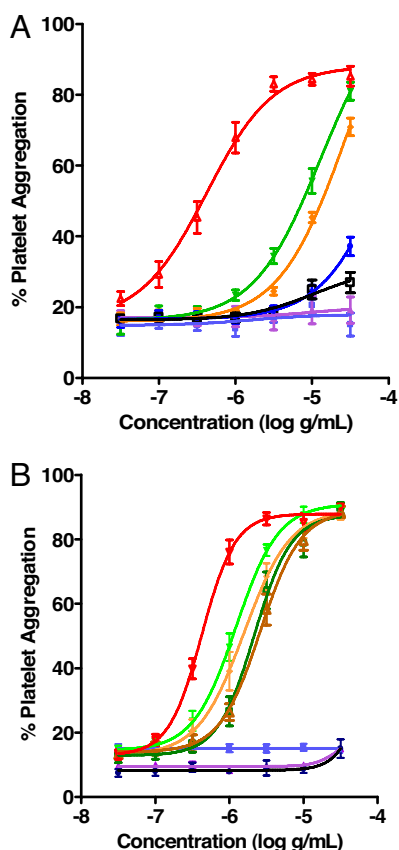 A
% Platelet Aggregation
100
80
60
40
20
0
-8 -7 -6 -5 -4
Concentration (log g/mL)
B
% Platelet Aggregation
100
80
60
40
20
0
-8 -7 -6 -5 -4
Concentration (log g/mL)